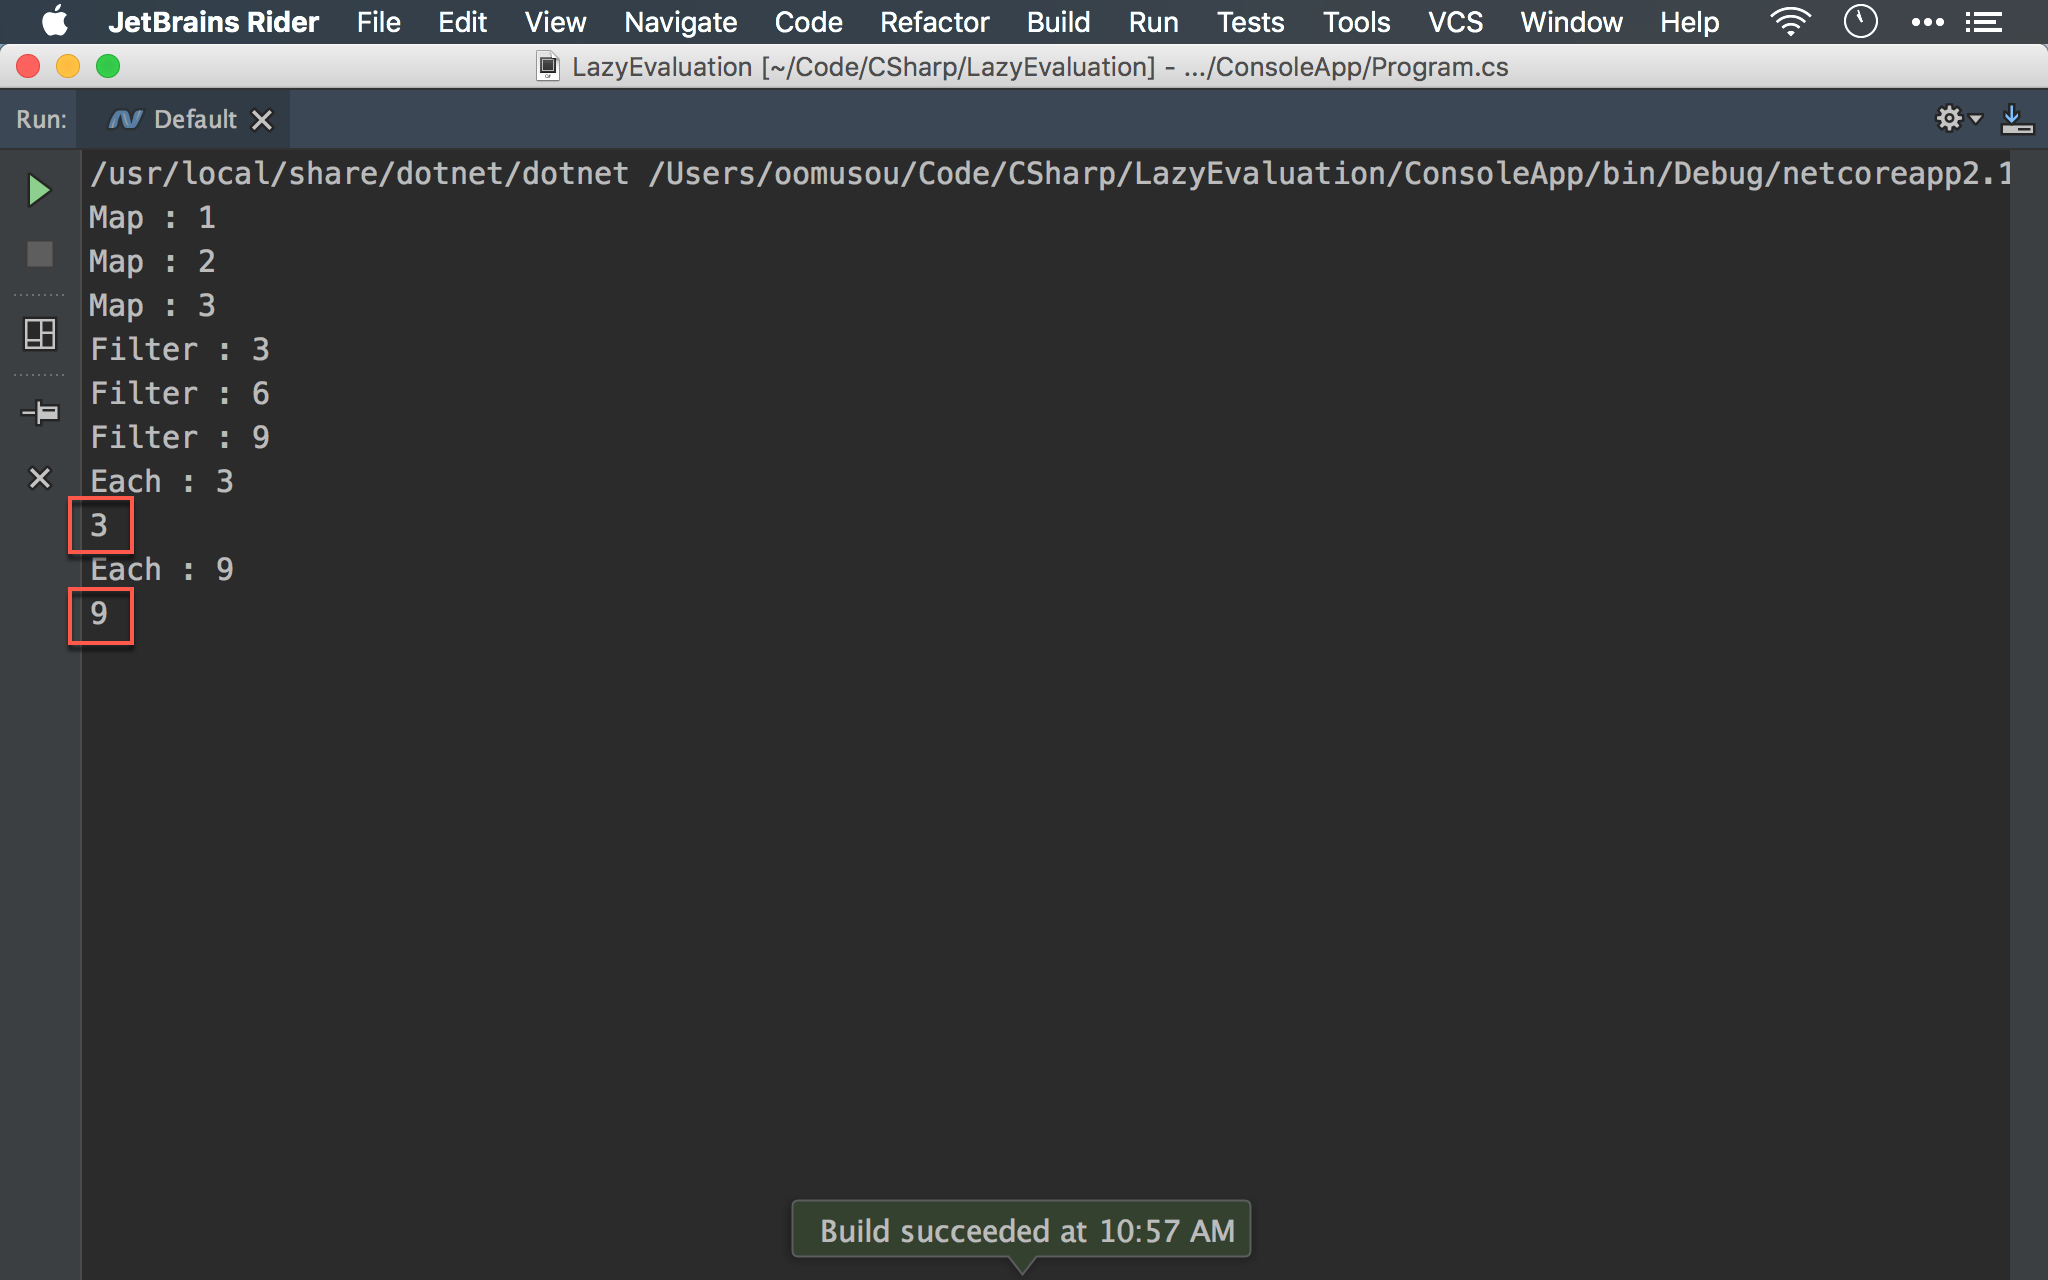 JetBrains Rider File Edit View Navigate Code Refactor Build Run Tests Tools VCS Window Help
LazyEvaluation [~/Code/CSharp/LazyEvaluation] - .../ConsoleApp/Program.cs
Run: Default
/usr/local/share/dotnet/dotnet /Users/oomusou/Code/CSharp/LazyEvaluation/ConsoleApp/bin/Debug/netcoreapp2.1
Map : 1
Map : 2
Map : 3
Filter : 3
Filter : 6
Filter : 9
Each : 3
3
Each : 9
9
Build succeeded at 10:57 AM